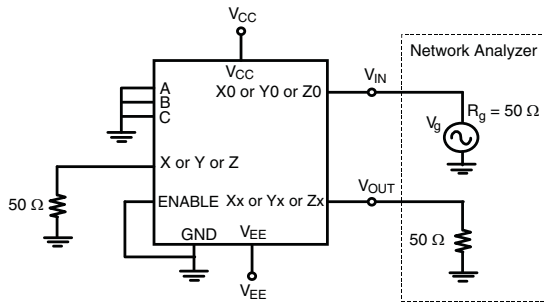 V_CC
V_CC
A
B
C
X0 or Y0 or Z0
V_IN
Network Analyzer
R_g = 50 Ω
V_g
X or Y or Z
50 Ω
ENABLE
Xx or Yx or Zx
V_OUT
50 Ω
GND
V_EE
V_EE